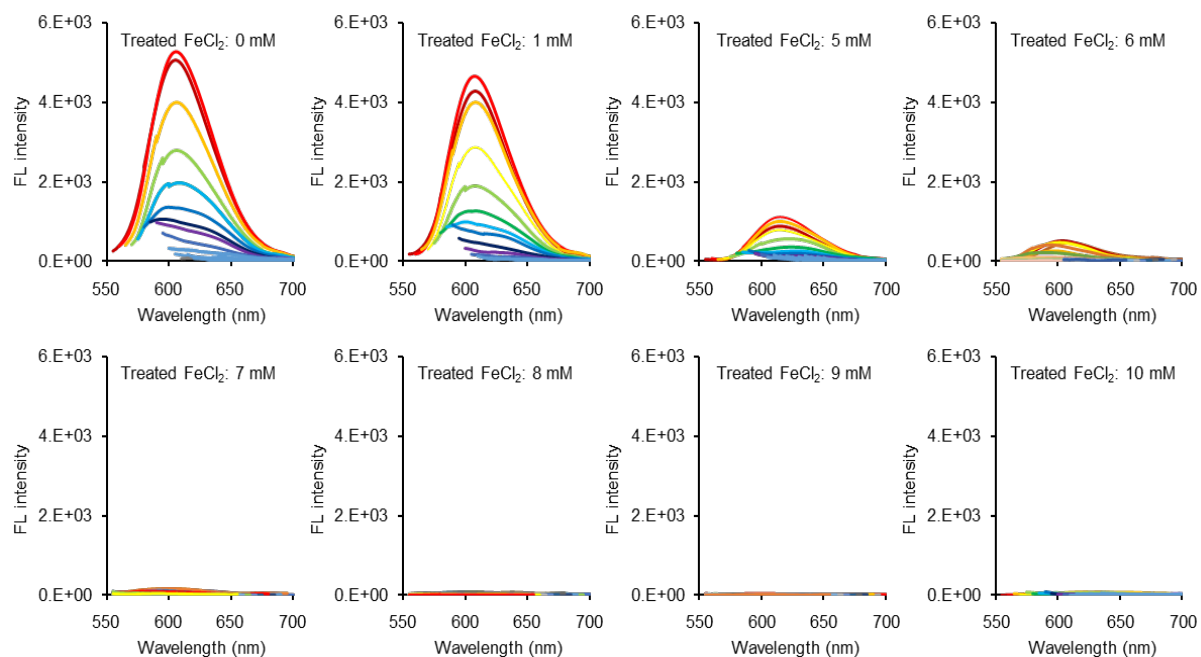 6.E+03 6.E+03 6.E+03 6.E+03
Treated FeCl₂: 0 mM Treated FeCl₂: 1 mM Treated FeCl₂: 5 mM Treated FeCl₂: 6 mM
4.E+03 4.E+03 4.E+03 4.E+03
FL intensity FL intensity FL intensity FL intensity
2.E+03 2.E+03 2.E+03 2.E+03
0.E+00 0.E+00 0.E+00 0.E+00
550 600 650 700 550 600 650 700 550 600 650 700 550 600 650 700
Wavelength (nm) Wavelength (nm) Wavelength (nm) Wavelength (nm)
6.E+03 6.E+03 6.E+03 6.E+03
Treated FeCl₂: 7 mM Treated FeCl₂: 8 mM Treated FeCl₂: 9 mM Treated FeCl₂: 10 mM
4.E+03 4.E+03 4.E+03 4.E+03
FL intensity FL intensity FL intensity FL intensity
2.E+03 2.E+03 2.E+03 2.E+03
0.E+00 0.E+00 0.E+00 0.E+00
550 600 650 700 550 600 650 700 550 600 650 700 550 600 650 700
Wavelength (nm) Wavelength (nm) Wavelength (nm) Wavelength (nm)